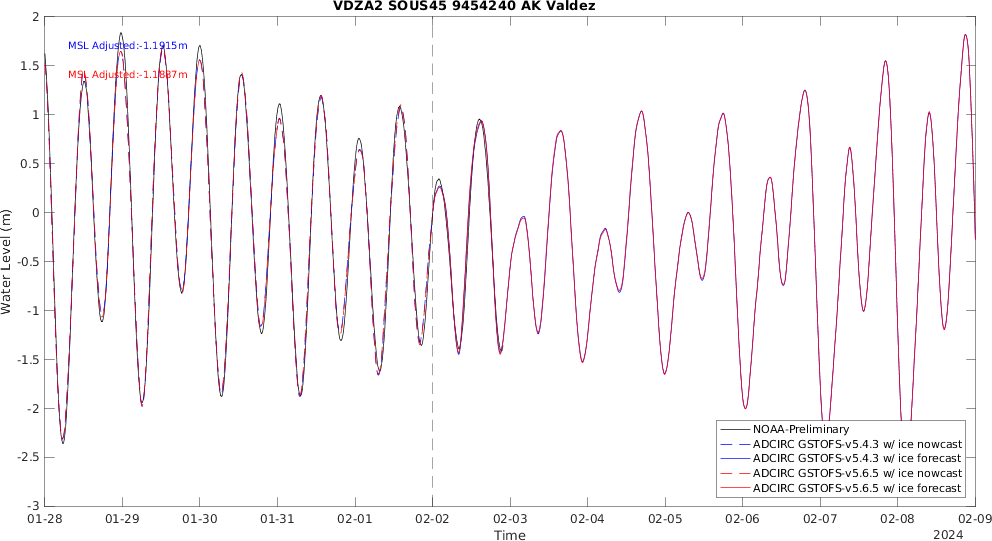 VDZA2 SOUS45 9454240 AK Valdez
MSL Adjusted:-1.1915m
MSL Adjusted:-1.1887m
Water Level (m)
2
1.5
1
0.5
0
-0.5
-1
-1.5
-2
-2.5
-3
NOAA-Preliminary
ADCIRC GSTOFS-v5.4.3 w/ ice nowcast
ADCIRC GSTOFS-v5.4.3 w/ ice forecast
ADCIRC GSTOFS-v5.6.5 w/ ice nowcast
ADCIRC GSTOFS-v5.6.5 w/ ice forecast
01-28 01-29 01-30 01-31 02-01 02-02 02-03 02-04 02-05 02-06 02-07 02-08 02-09
Time
2024